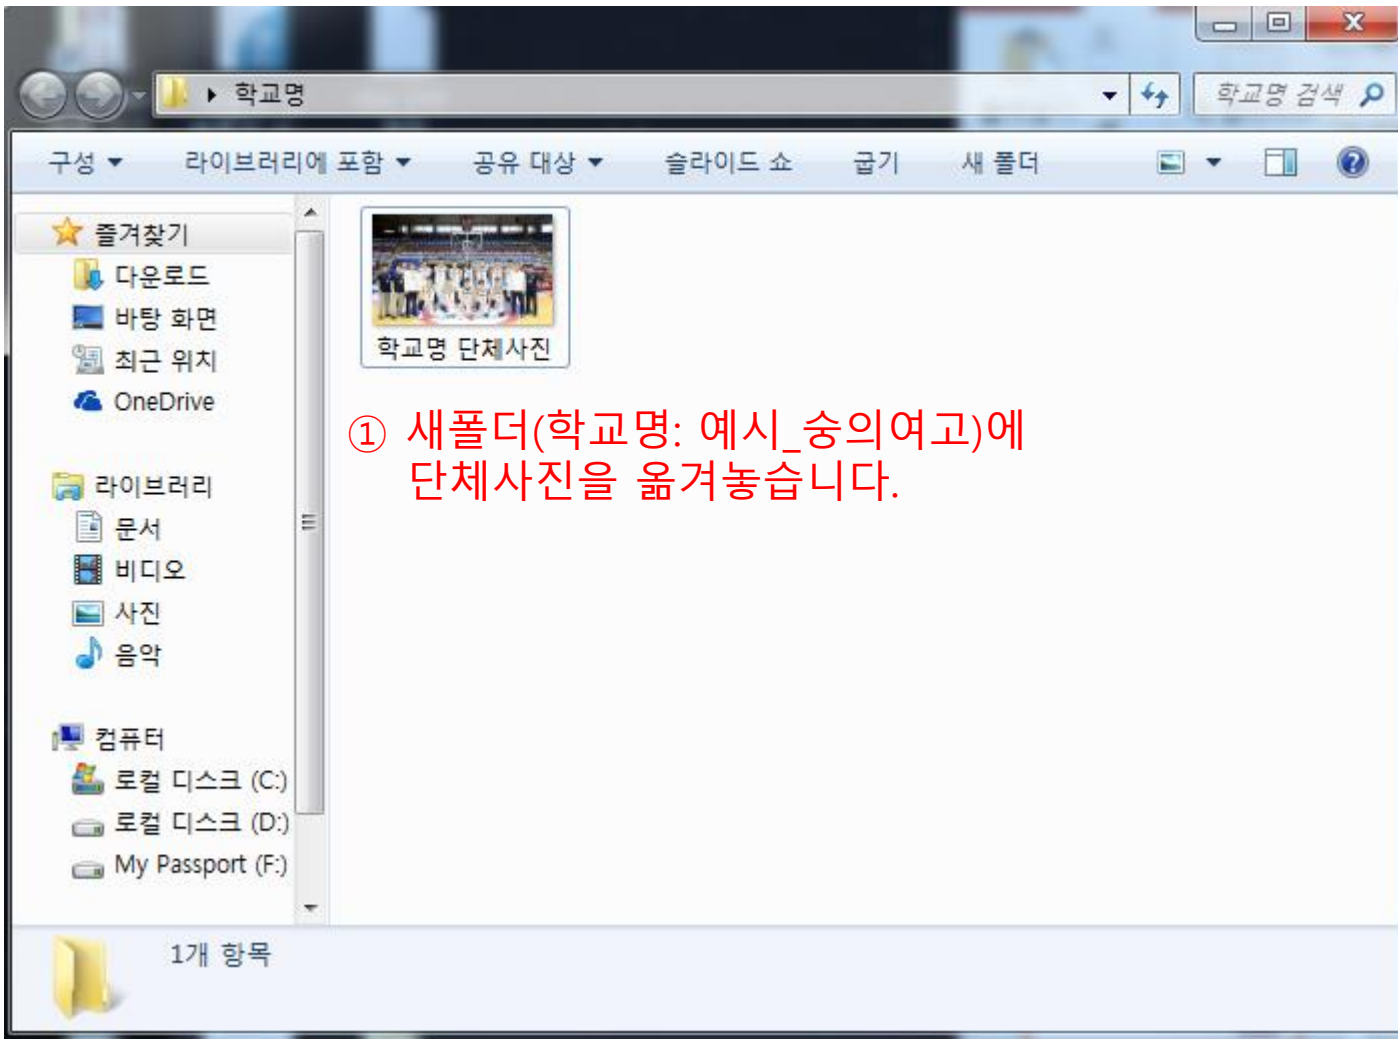 학교명
학교명 검색
구성 라이브러리에 포함 공유 대상 슬라이드 쇼 굽기 새 폴더
즐겨찾기
다운로드
바탕 화면
최근 위치
OneDrive
라이브러리
문서
비디오
사진
음악
컴퓨터
로컬 디스크 (C:)
로컬 디스크 (D:)
My Passport (F:)
학교명 단체사진
① 새폴더(학교명: 예시_숭의여고)에
단체사진을 옮겨놓습니다.
1개 항목